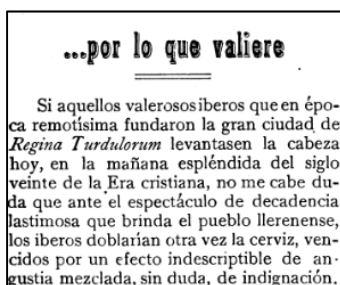 ...por lo que valiere
Si aquellos valerosos iberos que en épo-
ca remotísima fundaron la gran ciudad de
Regina Turdulorum levantasen la cabeza
hoy, en la mañana espléndida del siglo
veinte de la Era cristiana, no me cabe du-
da que ante el espectáculo de decadencia
lastimosa que brinda el pueblo llerenense,
los iberos doblarían otra vez la cerviz, ven-
cidos por un efecto indescriptible de an-
gustia mezclada, sin duda, de indignación.